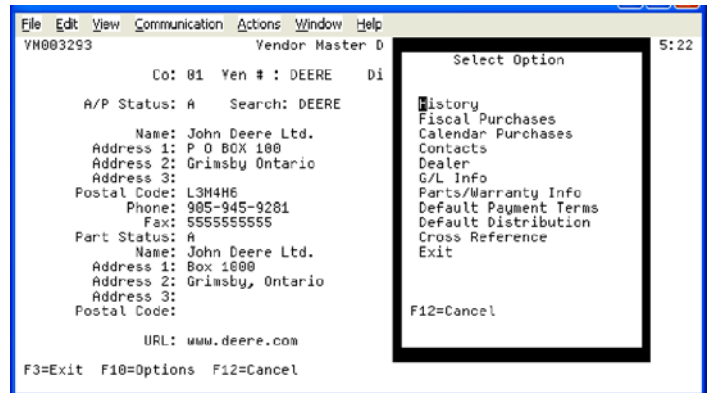 File Edit View Communication Actions Window Help
VM003293 Vendor Master D 5:22
Co: 01 Ven # : DEERE Di
A/P Status: A Search: DEERE
Name: John Deere Ltd.
Address 1: P O BOX 100
Address 2: Grimsby Ontario
Address 3:
Postal Code: L3M4H6
Phone: 905-945-9281
Fax: 5555555555
Part Status: A
Name: John Deere Ltd.
Address 1: Box 1000
Address 2: Grimsby, Ontario
Address 3:
Postal Code:
URL: www.deere.com
F3=Exit F10=Options F12=Cancel
Select Option
History
Fiscal Purchases
Calendar Purchases
Contacts
Dealer
G/L Info
Parts/Warranty Info
Default Payment Terms
Default Distribution
Cross Reference
Exit
F12=Cancel